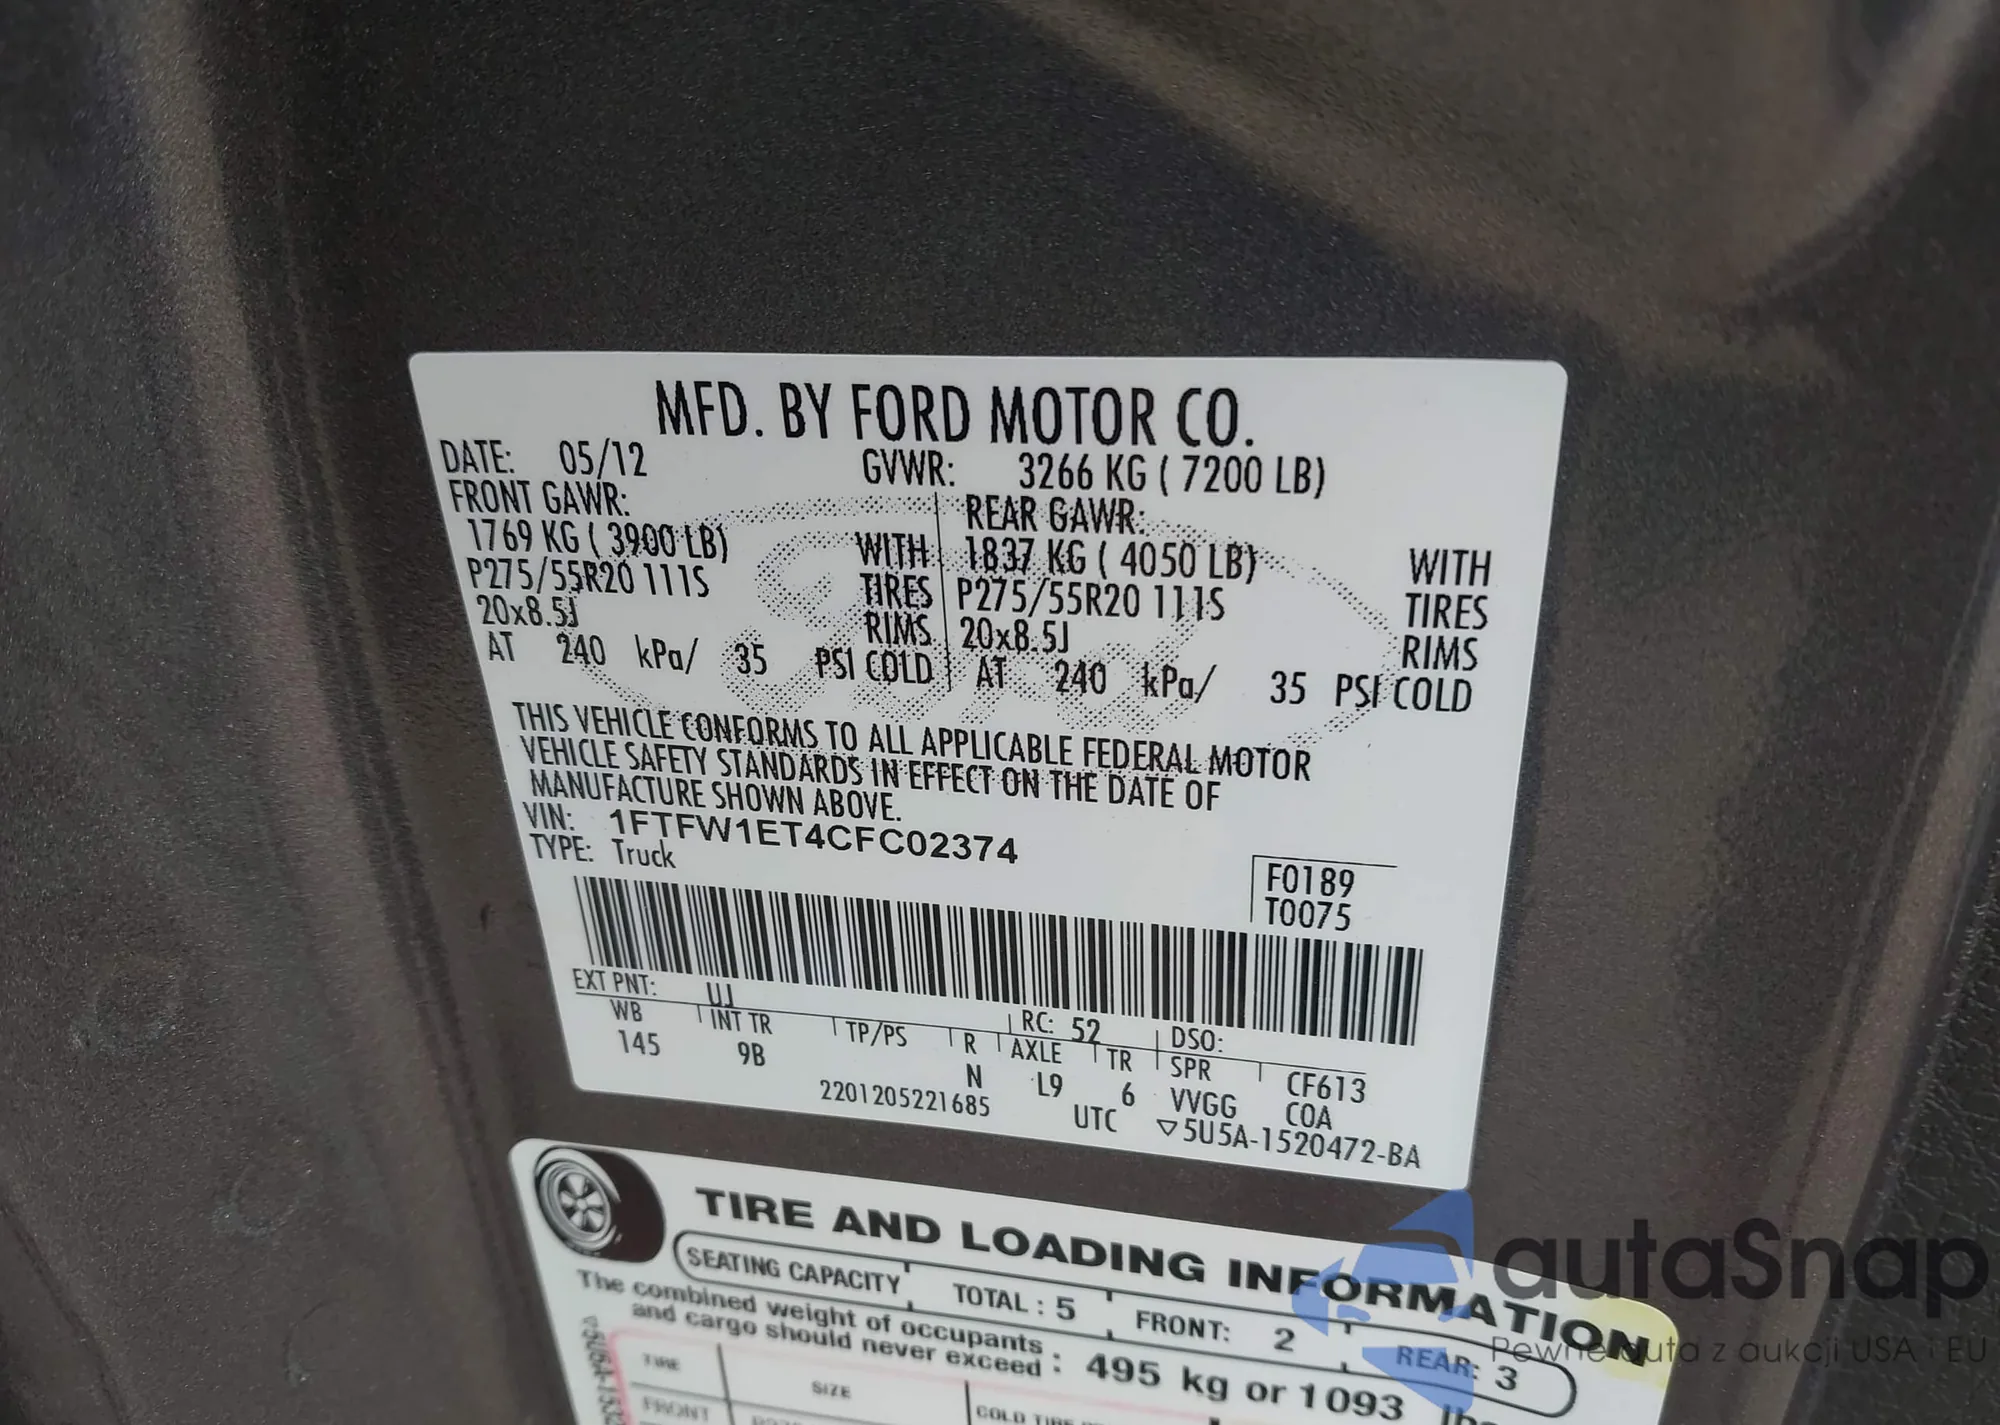 MFD. BY FORD MOTOR CO.
DATE: 05/12 GVWR: 3266 KG ( 7200 LB)
FRONT GAWR: REAR GAWR:
1769 KG ( 3900 LB) WITH 1837 KG ( 4050 LB) WITH
P275/55R20 111S TIRES P275/55R20 111S TIRES
20x8.5J RIMS 20x8.5J RIMS
AT 240 kPa/ 35 PSI COLD AT 240 kPa/ 35 PSI COLD
THIS VEHICLE CONFORMS TO ALL APPLICABLE FEDERAL MOTOR
VEHICLE SAFETY STANDARDS IN EFFECT ON THE DATE OF
MANUFACTURE SHOWN ABOVE.
VIN: 1FTFW1ET4CFC02374
TYPE: Truck
F0189
T0075
EXT PNT: UJ RC: 52 DSO:
WB INT TR TP/PS R AXLE TR SPR CF613
145 9B N L9 6 VVGG COA
2201205221685 UTC ▽5U5A-1520472-BA
TIRE AND LOADING INFORMATION
SEATING CAPACITY TOTAL : 5 FRONT: 2 REAR: 3
The combined weight of occupants
and cargo should never exceed : 495 kg or 1093 lbs
TIRE SIZE COLD TIRE
FRONT
autaSnap
Pewne auta z aukcji USA i EU